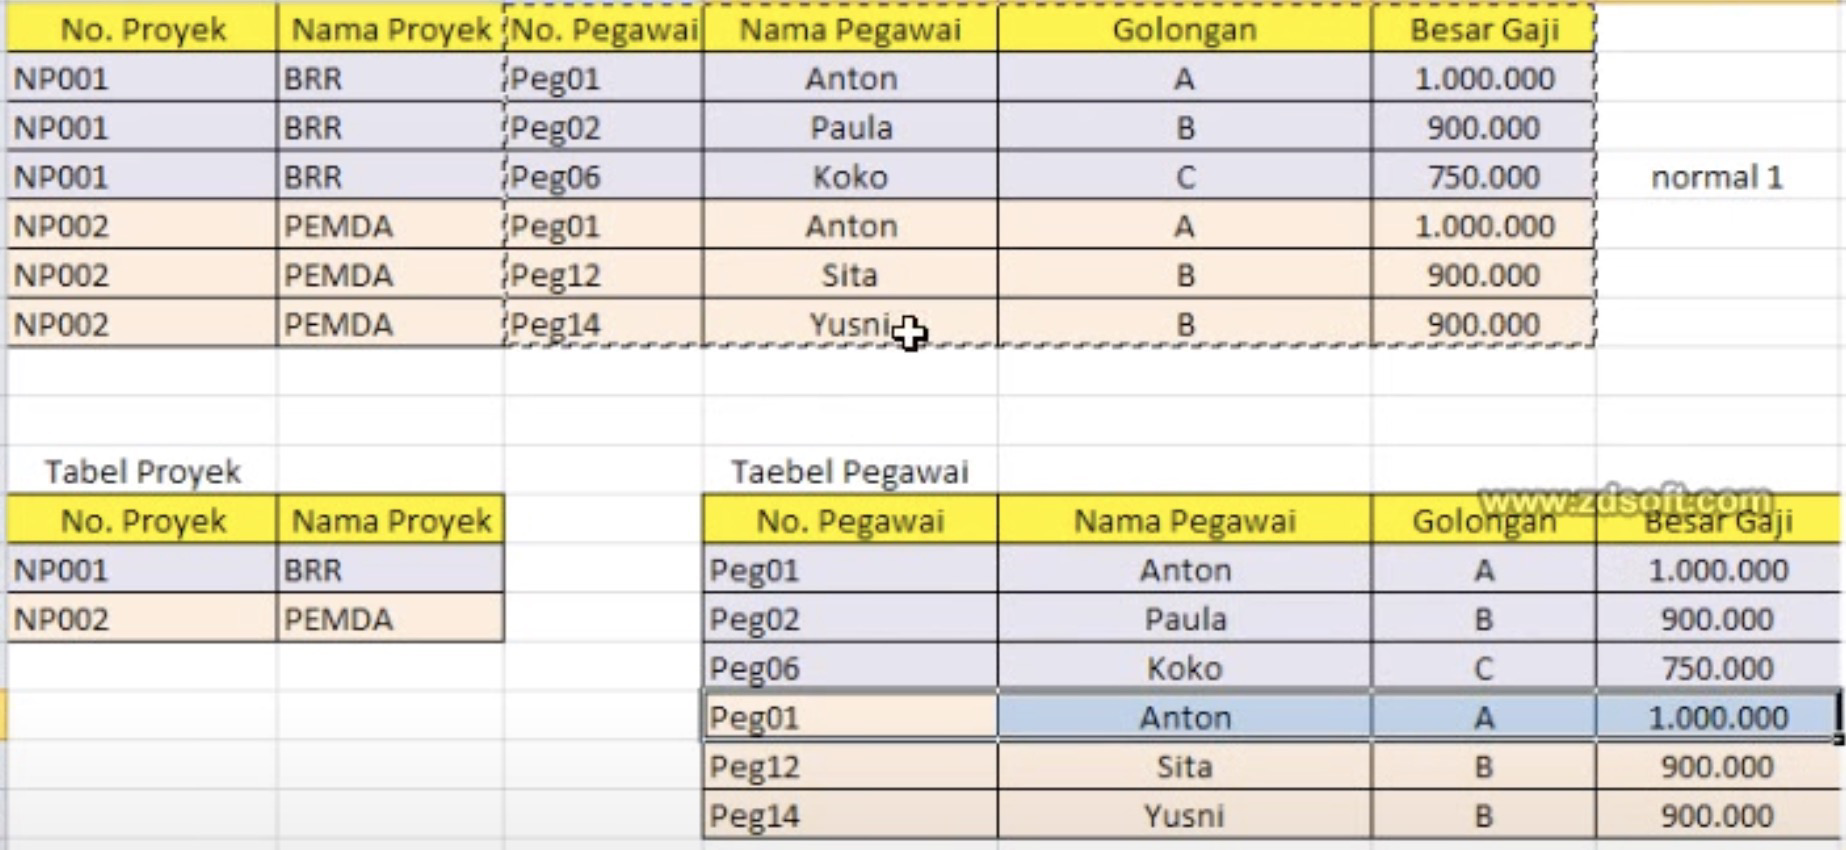 No. Proyek Nama Proyek No. Pegawai Nama Pegawai Golongan Besar Gaji
NP001 BRR Peg01 Anton A 1.000.000
NP001 BRR Peg02 Paula B 900.000
NP001 BRR Peg06 Koko C 750.000 normal 1
NP002 PEMDA Peg01 Anton A 1.000.000
NP002 PEMDA Peg12 Sita B 900.000
NP002 PEMDA Peg14 Yusni B 900.000
Tabel Proyek Taebel Pegawai
www.zdsoft.com
No. Proyek Nama Proyek No. Pegawai Nama Pegawai Golongan Besar Gaji
NP001 BRR Peg01 Anton A 1.000.000
NP002 PEMDA Peg02 Paula B 900.000
Peg06 Koko C 750.000
Peg01 Anton A 1.000.000
Peg12 Sita B 900.000
Peg14 Yusni B 900.000